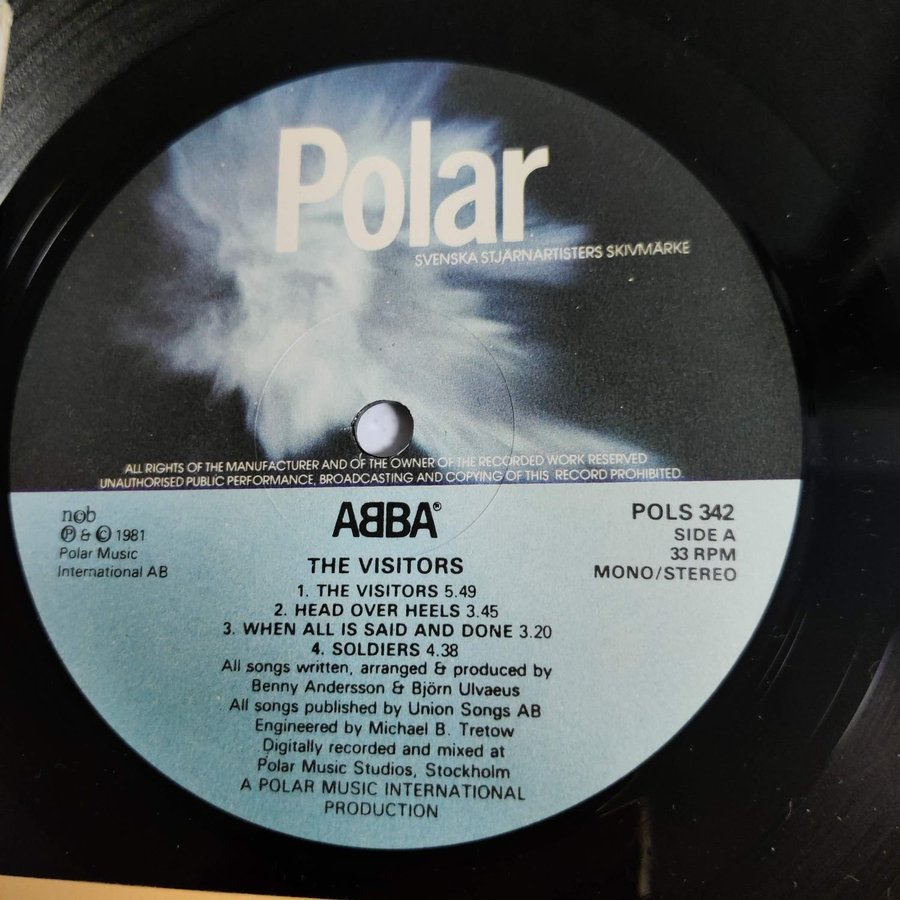 Polar
SVENSKA STJÄRNARTISTERS SKIVMÄRKE
ALL RIGHTS OF THE MANUFACTURER AND OF THE OWNER OF THE RECORDED WORK RESERVED
UNAUTHORISED PUBLIC PERFORMANCE, BROADCASTING AND COPYING OF THIS RECORD PROHIBITED
ncb
Ⓟ & © 1981
Polar Music
International AB
ABBA®
POLS 342
SIDE A
33 RPM
MONO/STEREO
THE VISITORS
1. THE VISITORS 5.49
2. HEAD OVER HEELS 3.45
3. WHEN ALL IS SAID AND DONE 3.20
4. SOLDIERS 4.38
All songs written, arranged & produced by
Benny Andersson & Björn Ulvaeus
All songs published by Union Songs AB
Engineered by Michael B. Tretow
Digitally recorded and mixed at
Polar Music Studios, Stockholm
A POLAR MUSIC INTERNATIONAL
PRODUCTION